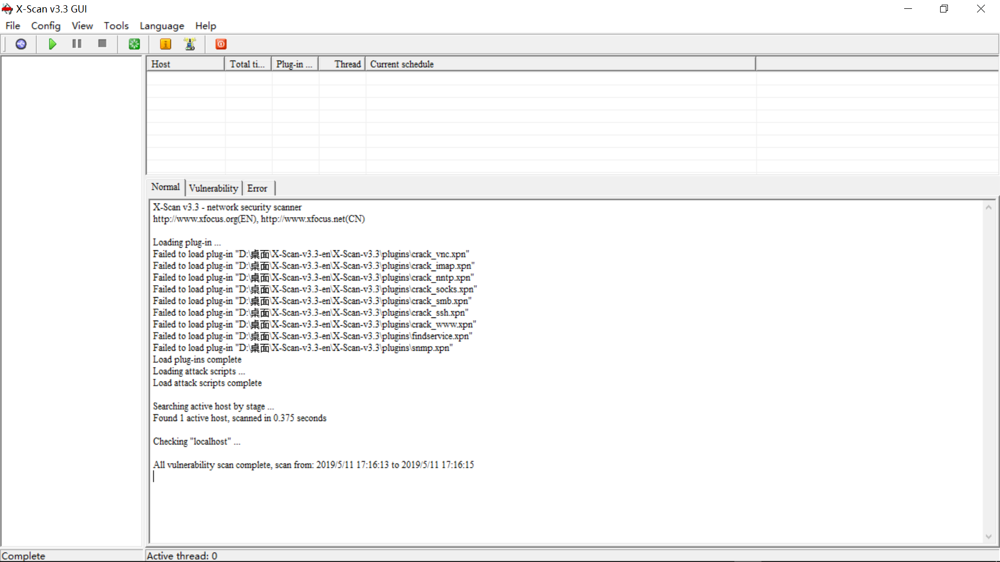 X-Scan v3.3 GUI
File Config View Tools Language Help
Host Total ti... Plug-in ... Thread Current schedule
Normal Vulnerability Error
X-Scan v3.3 - network security scanner
http://www.xfocus.org(EN), http://www.xfocus.net(CN)
Loading plug-in ...
Failed to load plug-in "D:\桌面\X-Scan-v3.3-en\X-Scan-v3.3\plugins\crack_vnc.xpn"
Failed to load plug-in "D:\桌面\X-Scan-v3.3-en\X-Scan-v3.3\plugins\crack_imap.xpn"
Failed to load plug-in "D:\桌面\X-Scan-v3.3-en\X-Scan-v3.3\plugins\crack_nntp.xpn"
Failed to load plug-in "D:\桌面\X-Scan-v3.3-en\X-Scan-v3.3\plugins\crack_socks.xpn"
Failed to load plug-in "D:\桌面\X-Scan-v3.3-en\X-Scan-v3.3\plugins\crack_smb.xpn"
Failed to load plug-in "D:\桌面\X-Scan-v3.3-en\X-Scan-v3.3\plugins\crack_ssh.xpn"
Failed to load plug-in "D:\桌面\X-Scan-v3.3-en\X-Scan-v3.3\plugins\crack_www.xpn"
Failed to load plug-in "D:\桌面\X-Scan-v3.3-en\X-Scan-v3.3\plugins\findservice.xpn"
Failed to load plug-in "D:\桌面\X-Scan-v3.3-en\X-Scan-v3.3\plugins\snmp.xpn"
Load plug-ins complete
Loading attack scripts ...
Load attack scripts complete
Searching active host by stage ...
Found 1 active host, scanned in 0.375 seconds
Checking "localhost" ...
All vulnerability scan complete, scan from: 2019/5/11 17:16:13 to 2019/5/11 17:16:15
Complete Active thread: 0